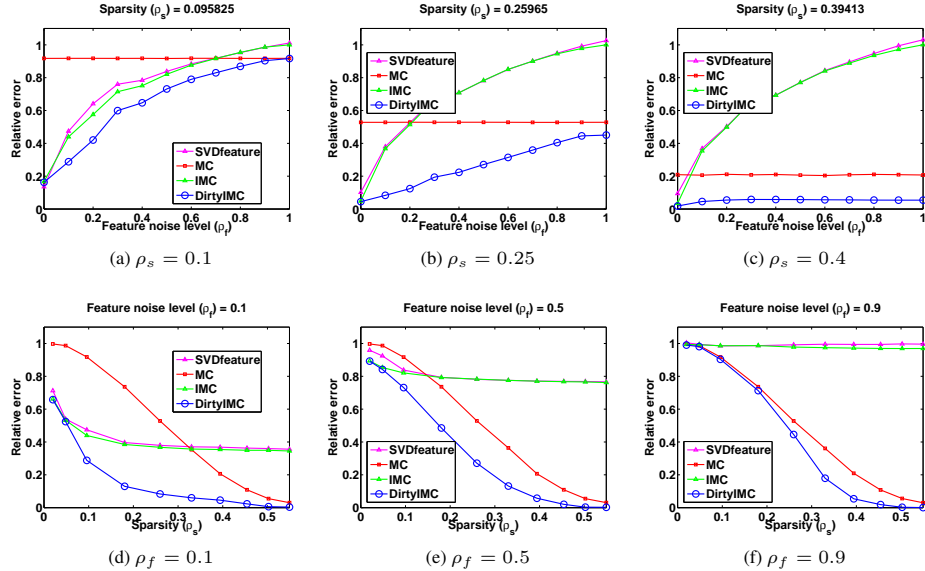 Sparsity (ρs) = 0.095825
Relative error
1
0.8
0.6
0.4
0.2
0
SVDfeature
MC
IMC
DirtyIMC
0 0.2 0.4 0.6 0.8 1
Feature noise level (ρf)
(a) ρs = 0.1
Sparsity (ρs) = 0.25965
Relative error
1
0.8
0.6
0.4
0.2
0
SVDfeature
MC
IMC
DirtyIMC
0 0.2 0.4 0.6 0.8 1
Feature noise level (ρf)
(b) ρs = 0.25
Sparsity (ρs) = 0.39413
Relative error
1
0.8
0.6
0.4
0.2
0
SVDfeature
MC
IMC
DirtyIMC
0 0.2 0.4 0.6 0.8 1
Feature noise level (ρf)
(c) ρs = 0.4
Feature noise level (ρf) = 0.1
Relative error
1
0.8
0.6
0.4
0.2
0
SVDfeature
MC
IMC
DirtyIMC
0 0.1 0.2 0.3 0.4 0.5
Sparsity (ρs)
(d) ρf = 0.1
Feature noise level (ρf) = 0.5
Relative error
1
0.8
0.6
0.4
0.2
0
SVDfeature
MC
IMC
DirtyIMC
0 0.1 0.2 0.3 0.4 0.5
Sparsity (ρs)
(e) ρf = 0.5
Feature noise level (ρf) = 0.9
Relative error
1
0.8
0.6
0.4
0.2
0
SVDfeature
MC
IMC
DirtyIMC
0 0.1 0.2 0.3 0.4 0.5
Sparsity (ρs)
(f) ρf = 0.9